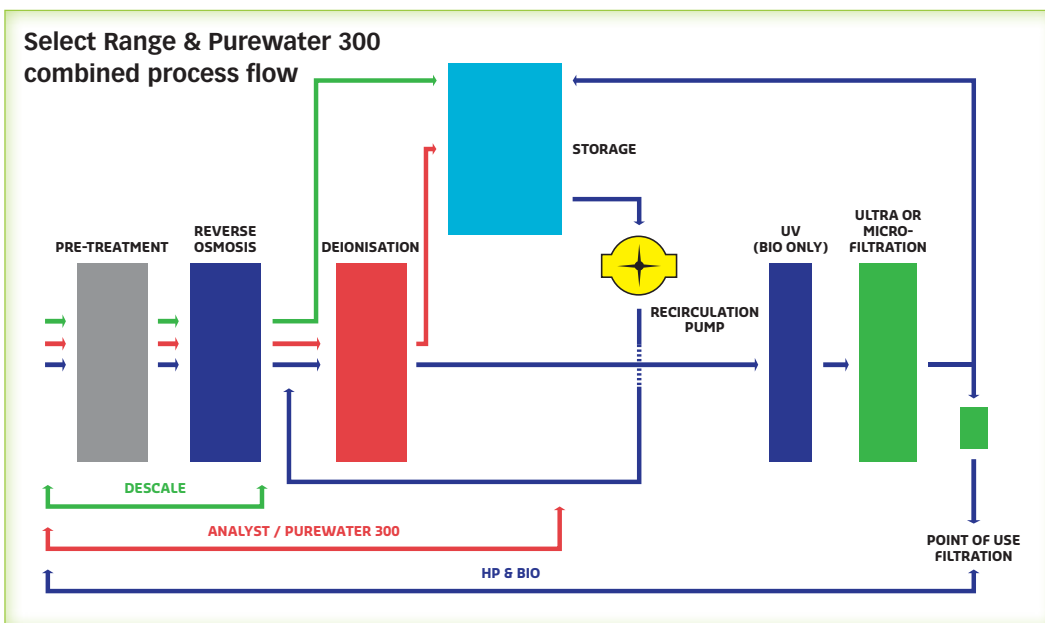 Select Range & Purewater 300
combined process flow
STORAGE
PRE-TREATMENT
REVERSE
OSMOSIS
DEIONISATION
UV
(BIO ONLY)
ULTRA OR
MICRO-
FILTRATION
RECIRCULATION
PUMP
DESCALE
ANALYST / PUREWATER 300
HP & BIO
POINT OF USE
FILTRATION